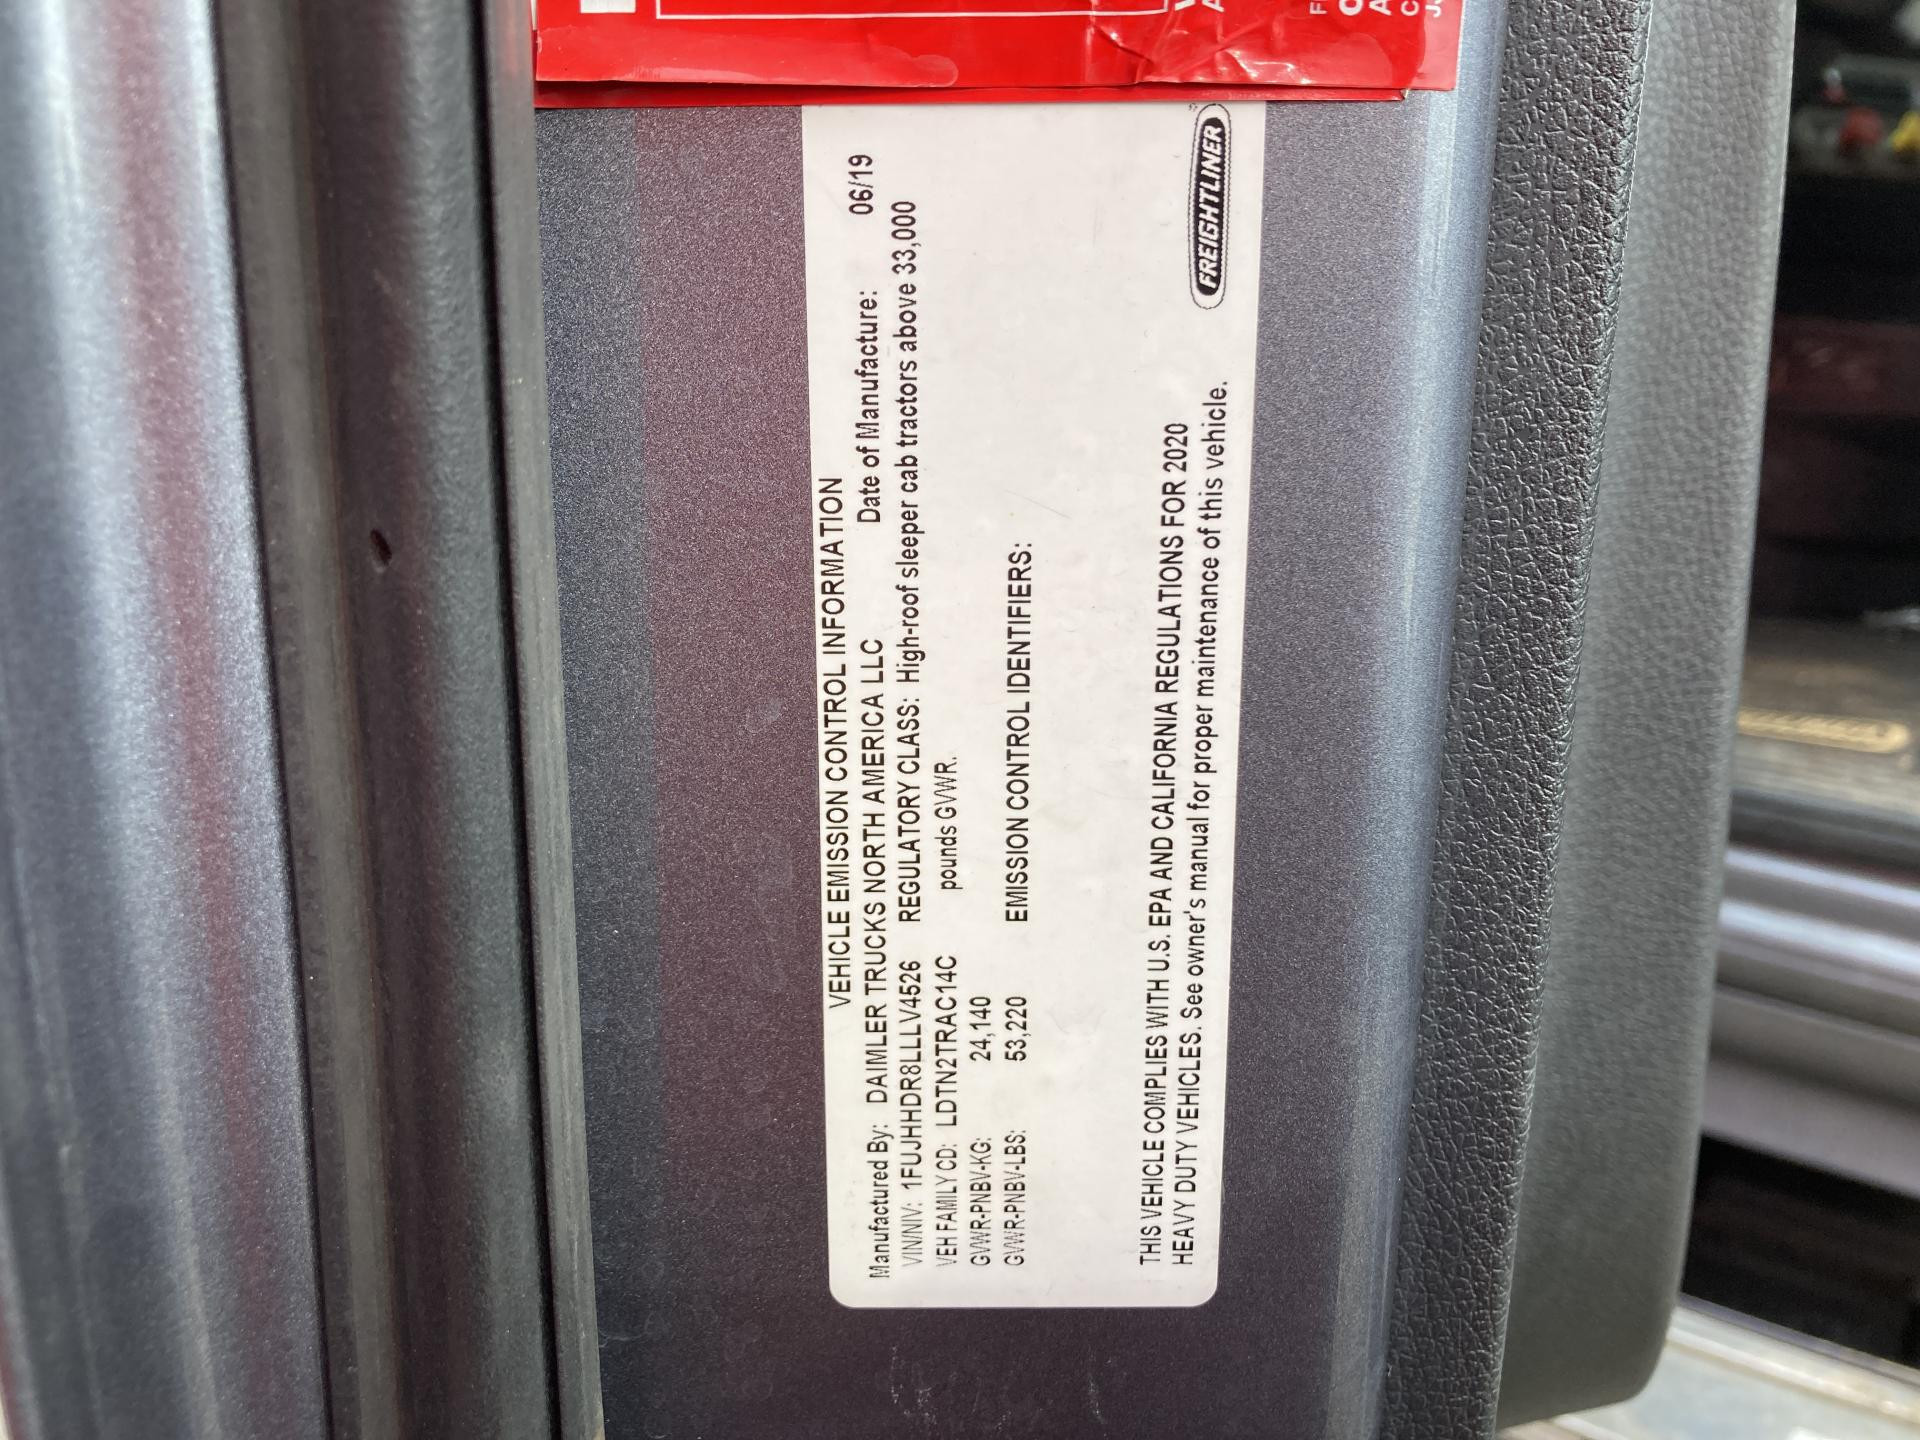 VEHICLE EMISSION CONTROL INFORMATION
Manufactured By: DAIMLER TRUCKS NORTH AMERICA LLC Date of Manufacture: 06/19
VIN/NIV: 1FUJHHDR8LLLV4526 REGULATORY CLASS: High-roof sleeper cab tractors above 33,000
VEH FAMILY CD: LDTN2TRAC14C pounds GVWR.
GVWR-PNBV-KG: 24,140
GVWR-PNBV-LBS: 53,220 EMISSION CONTROL IDENTIFIERS:
THIS VEHICLE COMPLIES WITH U.S. EPA AND CALIFORNIA REGULATIONS FOR 2020
HEAVY DUTY VEHICLES. See owner's manual for proper maintenance of this vehicle.
FREIGHTLINER